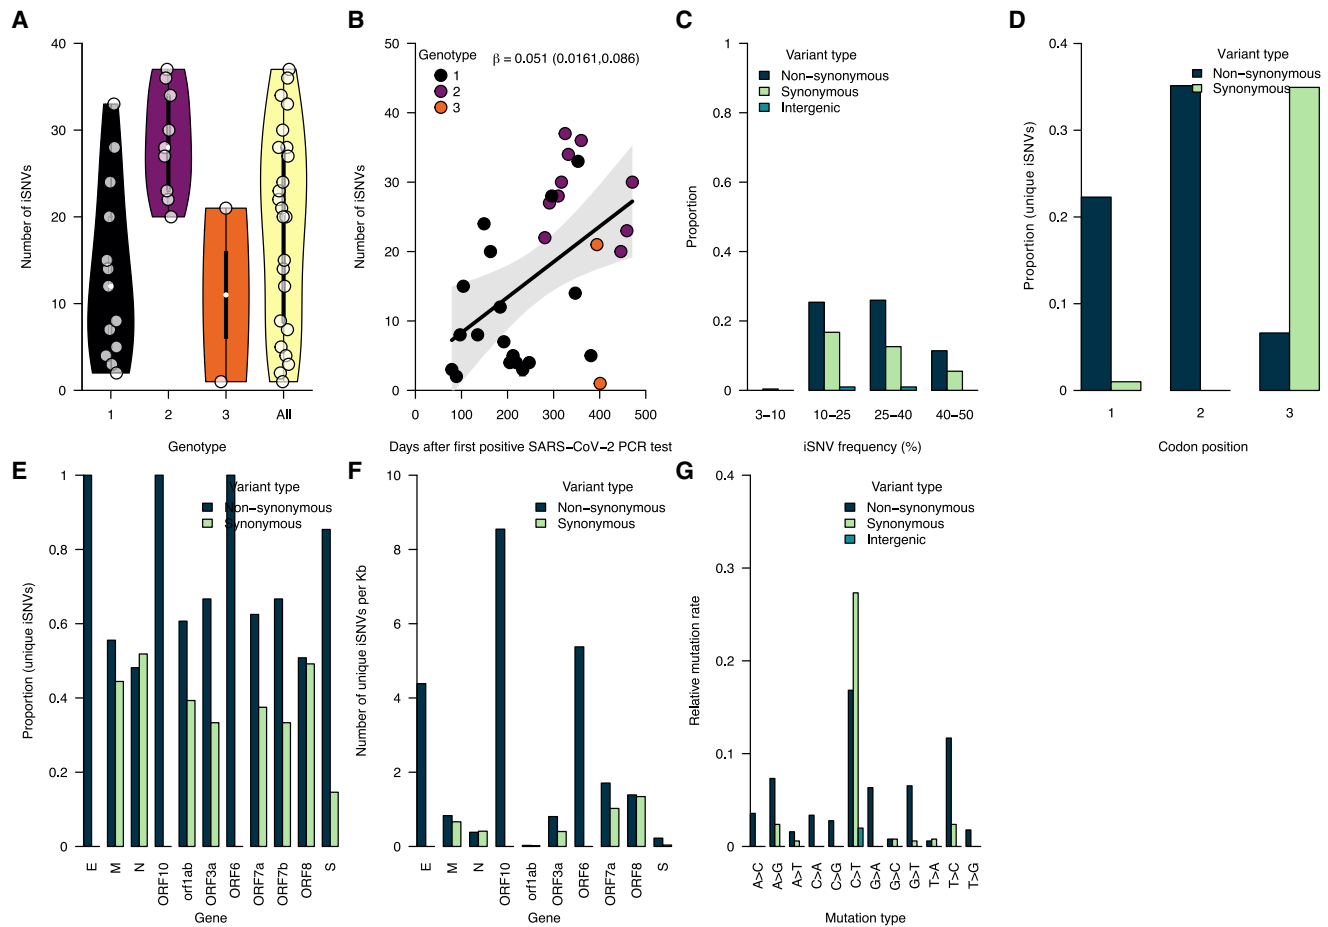 A
Number of iSNVs
40
30
20
10
0
1 2 3 All
Genotype
B
Number of iSNVs
50
40
30
20
10
0
Genotype
1
2
3
β = 0.051 (0.0161,0.086)
0 100 200 300 400 500
Days after first positive SARS−CoV−2 PCR test
C
Proportion
1
0.8
0.6
0.4
0.2
0
Variant type
Non−synonymous
Synonymous
Intergenic
3−10 10−25 25−40 40−50
iSNV frequency (%)
D
Proportion (unique iSNVs)
0.4
0.3
0.2
0.1
0
Variant type
Non−synonymous
Synonymous
1 2 3
Codon position
E
Proportion (unique iSNVs)
1
0.8
0.6
0.4
0.2
0
Variant type
Non−synonymous
Synonymous
E M N ORF10 orf1ab ORF3a ORF6 ORF7a ORF7b ORF8 S
Gene
F
Number of unique iSNVs per Kb
10
8
6
4
2
0
Variant type
Non−synonymous
Synonymous
E M N ORF10 orf1ab ORF3a ORF6 ORF7a ORF8 S
Gene
G
Relative mutation rate
0.4
0.3
0.2
0.1
0
Variant type
Non−synonymous
Synonymous
Intergenic
A>C A>G A>T C>A C>G C>T G>A G>C G>T T>A T>C T>G
Mutation type